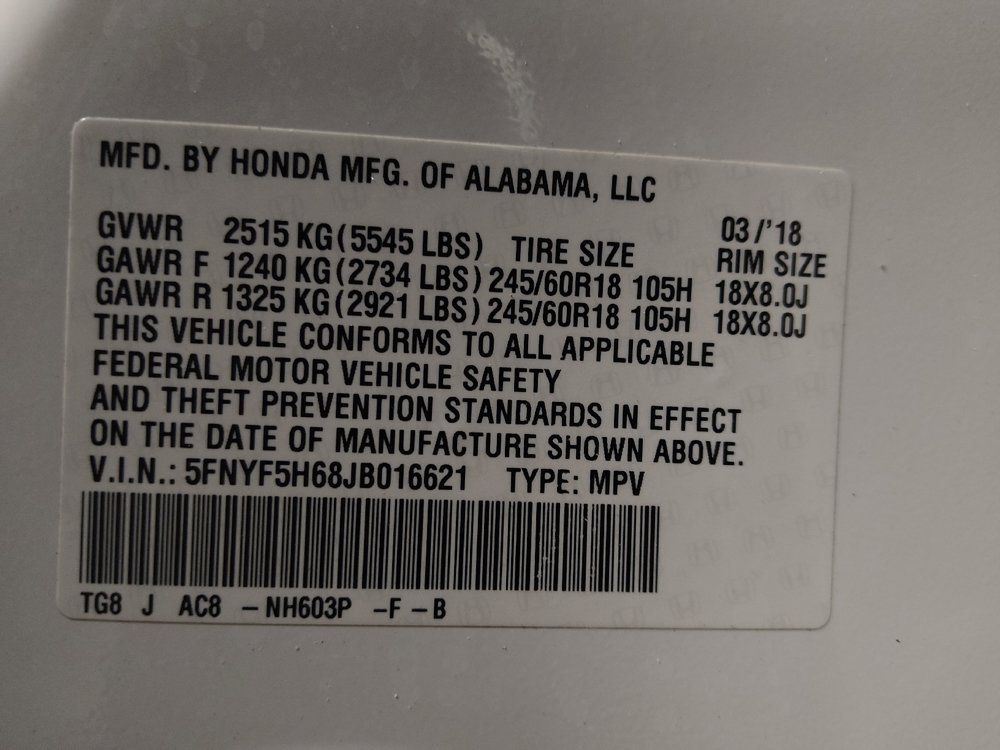 MFD. BY HONDA MFG. OF ALABAMA, LLC
03/'18
GVWR 2515 KG(5545 LBS) TIRE SIZE RIM SIZE
GAWR F 1240 KG(2734 LBS) 245/60R18 105H 18X8.0J
GAWR R 1325 KG(2921 LBS) 245/60R18 105H 18X8.0J
THIS VEHICLE CONFORMS TO ALL APPLICABLE
FEDERAL MOTOR VEHICLE SAFETY
AND THEFT PREVENTION STANDARDS IN EFFECT
ON THE DATE OF MANUFACTURE SHOWN ABOVE.
V.I.N.: 5FNYF5H68JB016621 TYPE: MPV
TG8 J AC8 -NH603P -F-B